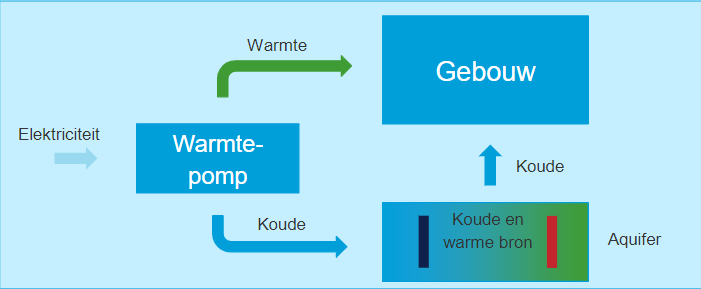 Warmte
Gebouw
Elektriciteit
Warmte-
pomp
Koude
Koude
Koude en
warme bron
Aquifer